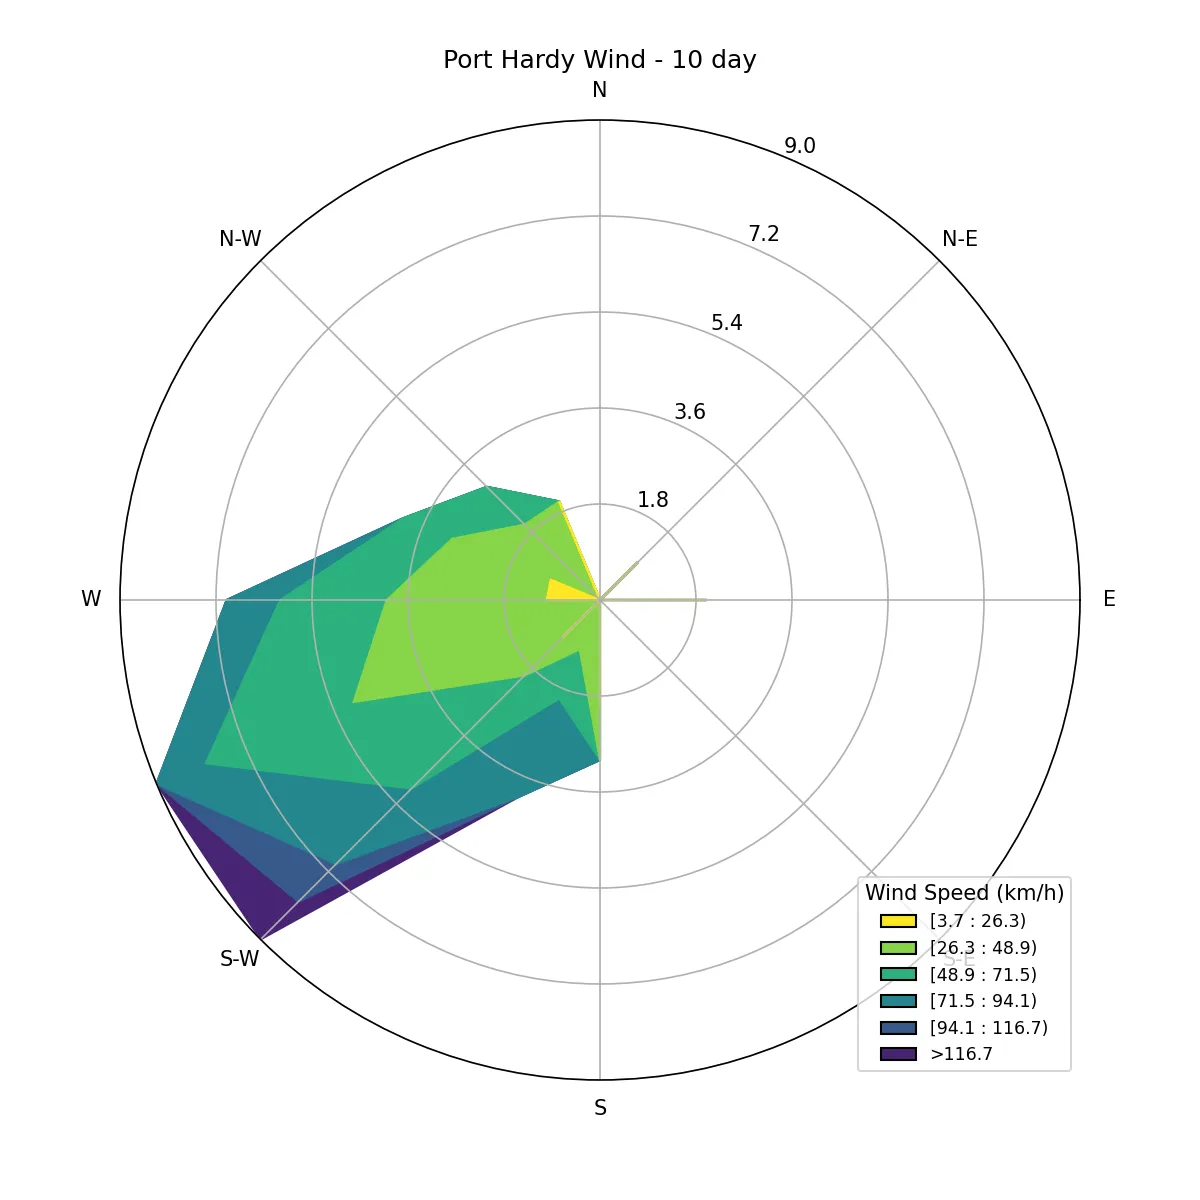 Port Hardy Wind - 10 day
N
9.0
N-W
7.2
N-E
5.4
3.6
1.8
W
E
Wind Speed (km/h)
[3.7 : 26.3)
[26.3 : 48.9)
S-W
S-E
[48.9 : 71.5)
[71.5 : 94.1)
[94.1 : 116.7)
>116.7
S